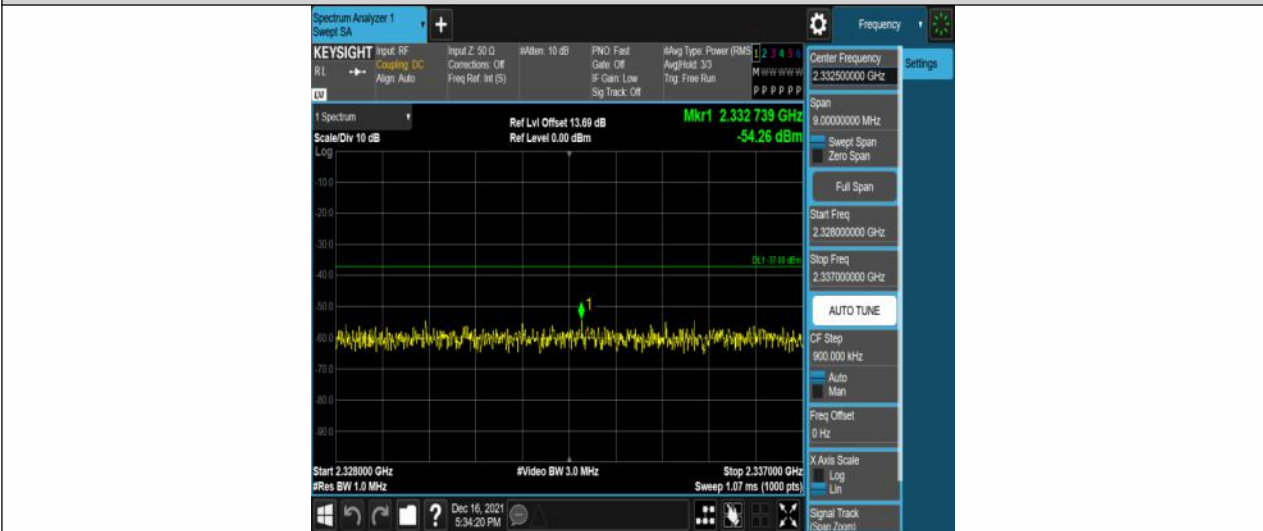 Spectrum Analyzer 1
Swept SA
+
Frequency
KEYSIGHT
RL
Input: RF
Coupling: DC
Align: Auto
Input Z: 50 Ω
Corrections: Off
Freq Ref: Int (S)
#Atten: 10 dB
PNO: Fast
Gate: Off
IF Gain: Low
Sig Track: Off
#Avg Type: Power (RMS
Avg|Hold: 3/3
Trig: Free Run
1 2 3 4 5 6
M W W W W W
P P P P P P
1 Spectrum
Scale/Div 10 dB
Log
Ref Lvl Offset 13.69 dB
Ref Level 0.00 dBm
Mkr1 2.332 739 GHz
-54.26 dBm
-10.0
-20.0
-30.0
DL1 -37.00 dBm
-40.0
-50.0
1
-60.0
-70.0
-80.0
-90.0
Start 2.328000 GHz
#Res BW 1.0 MHz
#Video BW 3.0 MHz
Stop 2.337000 GHz
Sweep 1.07 ms (1000 pts)
?
Dec 16, 2021
5:34:20 PM
Center Frequency
2.332500000 GHz
Settings
Span
9.00000000 MHz
Swept Span
Zero Span
Full Span
Start Freq
2.328000000 GHz
Stop Freq
2.337000000 GHz
AUTO TUNE
CF Step
900.000 kHz
Auto
Man
Freq Offset
0 Hz
X Axis Scale
Log
Lin
Signal Track
(Span Zoom)